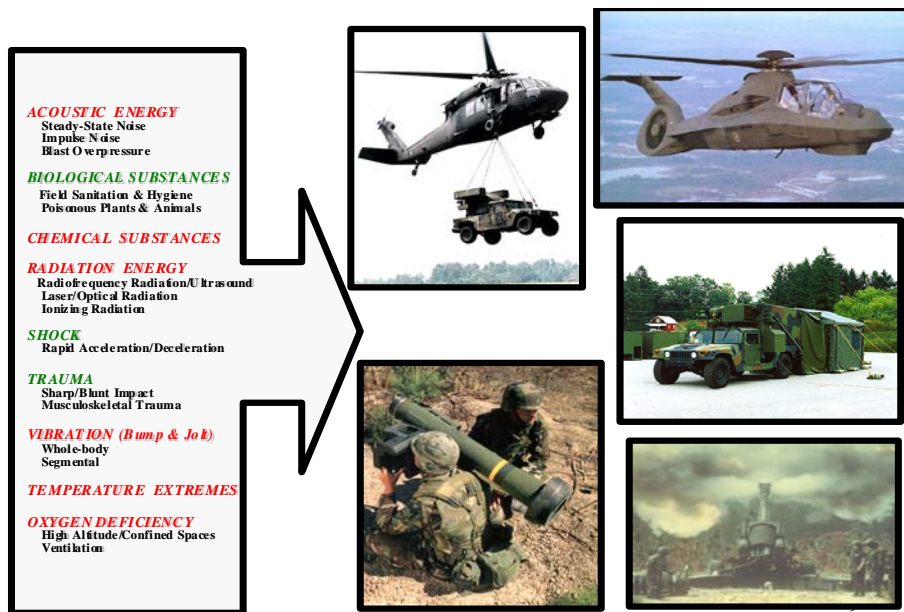 ACOUSTIC ENERGY
Steady-State Noise
Impulse Noise
Blast Overpressure
BIOLOGICAL SUBSTANCES
Field Sanitation & Hygiene
Poisonous Plants & Animals
CHEMICAL SUBSTANCES
RADIATION ENERGY
Radiofrequency Radiation/Ultrasound
Laser/Optical Radiation
Ionizing Radiation
SHOCK
Rapid Acceleration/Deceleration
TRAUMA
Sharp/Blunt Impact
Musculoskeletal Trauma
VIBRATION (Bump & Jolt)
Whole-body
Segmental
TEMPERATURE EXTREMES
OXYGEN DEFICIENCY
High Altitude/Confined Spaces
Ventilation